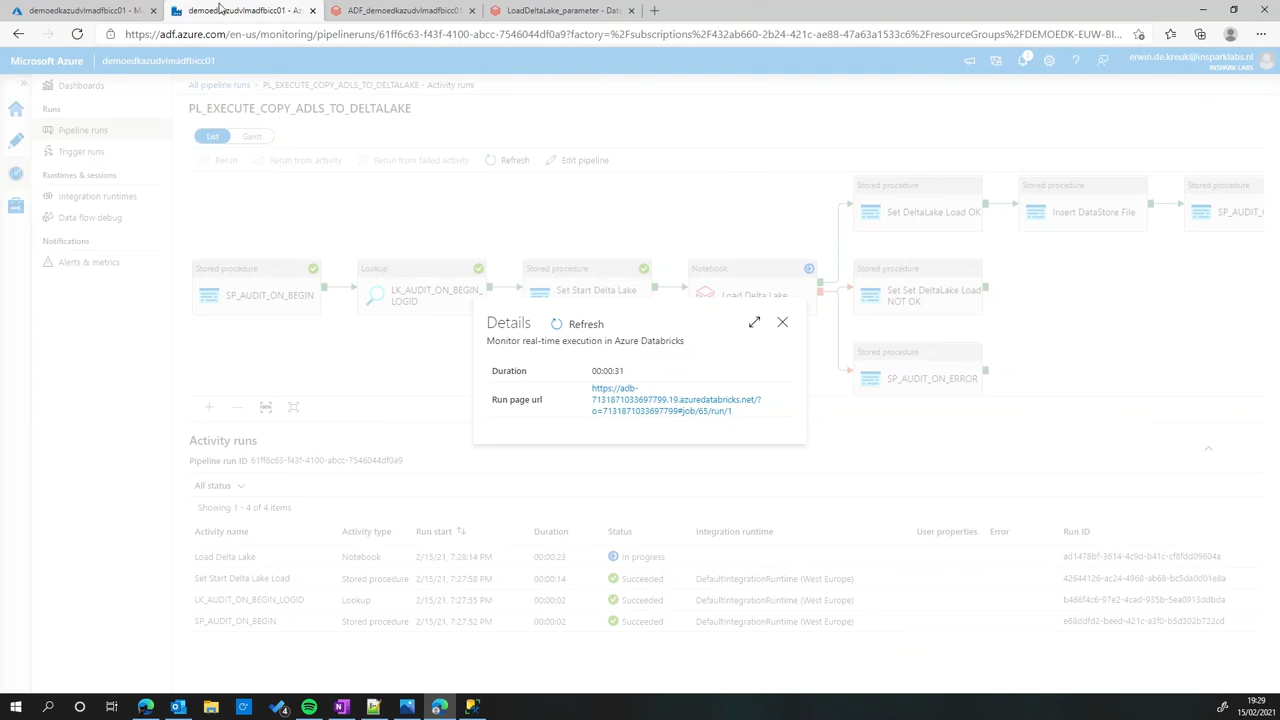 demoedkazudvlmadfbicc01 - M
demoedkazudvlmadfbicc01 - A
ADF_demoedkazudvlmadfbicc01
LoadDeltaLake_parameter - Data
https://adf.azure.com/en-us/monitoring/pipelineruns/61ff6c63-f43f-4100-abcc-7546044df0a9?factory=%2Fsubscriptions%2F432ab660-2b24-421c-ae88-47a63a1533c6%2FresourceGroups%2FDEMOEDK-EUW-BI...
Microsoft Azure
demoedkazudvlmadfbicc01
erwin.de.kreuk@insparklabs.nl
INSPARK LABS
Dashboards
Runs
Pipeline runs
Trigger runs
Runtimes & sessions
Integration runtimes
Data flow debug
Notifications
Alerts & metrics
All pipeline runs > PL_EXECUTE_COPY_ADLS_TO_DELTALAKE - Activity runs
PL_EXECUTE_COPY_ADLS_TO_DELTALAKE
List Gantt
Rerun Rerun from activity Rerun from failed activity Refresh Edit pipeline
Stored procedure
Set DeltaLake Load OK
Stored procedure
Insert DataStore File
Stored procedure
SP_AUDIT_
Stored procedure
SP_AUDIT_ON_BEGIN
Lookup
LK_AUDIT_ON_BEGIN_
LOGID
Stored procedure
Set Start Delta Lake
Notebook
Load Delta Lake
Stored procedure
Set Set DeltaLake Load
NOT OK
Stored procedure
SP_AUDIT_ON_ERROR
Details
Refresh
Monitor real-time execution in Azure Databricks
Duration 00:00:31
Run page url
https://adb-
7131871033697799.19.azuredatabricks.net/?
o=7131871033697799#job/65/run/1
Activity runs
Pipeline run ID 61ff6c63-f43f-4100-abcc-7546044df0a9
All status
Showing 1 - 4 of 4 items
Activity name Activity type Run start Duration Status Integration runtime User properties Error Run ID
Load Delta Lake Notebook 2/15/21, 7:28:14 PM 00:00:23 In progress ad1478bf-3614-4c9d-b41c-cf8fdd09604a
Set Start Delta Lake Load Stored procedure 2/15/21, 7:27:58 PM 00:00:14 Succeeded DefaultIntegrationRuntime (West Europe) 42644126-ac24-4968-ab68-bc5da0d01e8a
LK_AUDIT_ON_BEGIN_LOGID Lookup 2/15/21, 7:27:55 PM 00:00:02 Succeeded DefaultIntegrationRuntime (West Europe) b466f4c6-97e2-4cad-935b-5ea0913ddbda
SP_AUDIT_ON_BEGIN Stored procedure 2/15/21, 7:27:52 PM 00:00:02 Succeeded DefaultIntegrationRuntime (West Europe) e68ddfd2-beed-421c-a3f0-b5d302b722cd
19:29
15/02/2021